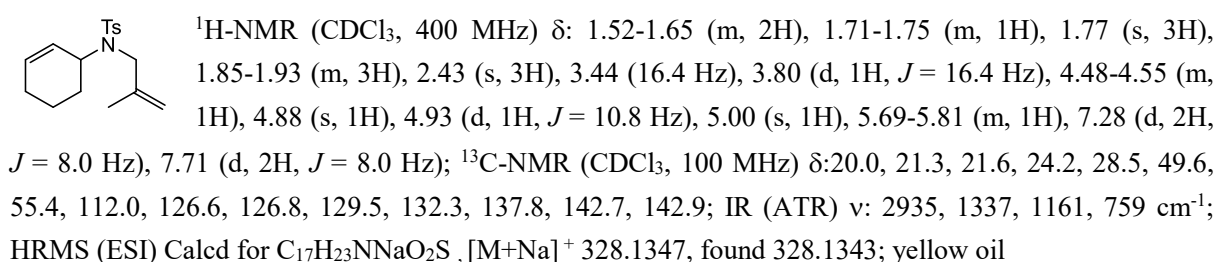 Ts
N
¹H-NMR (CDCl₃, 400 MHz) δ: 1.52-1.65 (m, 2H), 1.71-1.75 (m, 1H), 1.77 (s, 3H),
1.85-1.93 (m, 3H), 2.43 (s, 3H), 3.44 (16.4 Hz), 3.80 (d, 1H, J = 16.4 Hz), 4.48-4.55 (m,
1H), 4.88 (s, 1H), 4.93 (d, 1H, J = 10.8 Hz), 5.00 (s, 1H), 5.69-5.81 (m, 1H), 7.28 (d, 2H,
J = 8.0 Hz), 7.71 (d, 2H, J = 8.0 Hz); ¹³C-NMR (CDCl₃, 100 MHz) δ:20.0, 21.3, 21.6, 24.2, 28.5, 49.6,
55.4, 112.0, 126.6, 126.8, 129.5, 132.3, 137.8, 142.7, 142.9; IR (ATR) ν: 2935, 1337, 1161, 759 cm⁻¹;
HRMS (ESI) Calcd for C₁₇H₂₃NNaO₂S , [M+Na]⁺ 328.1347, found 328.1343; yellow oil